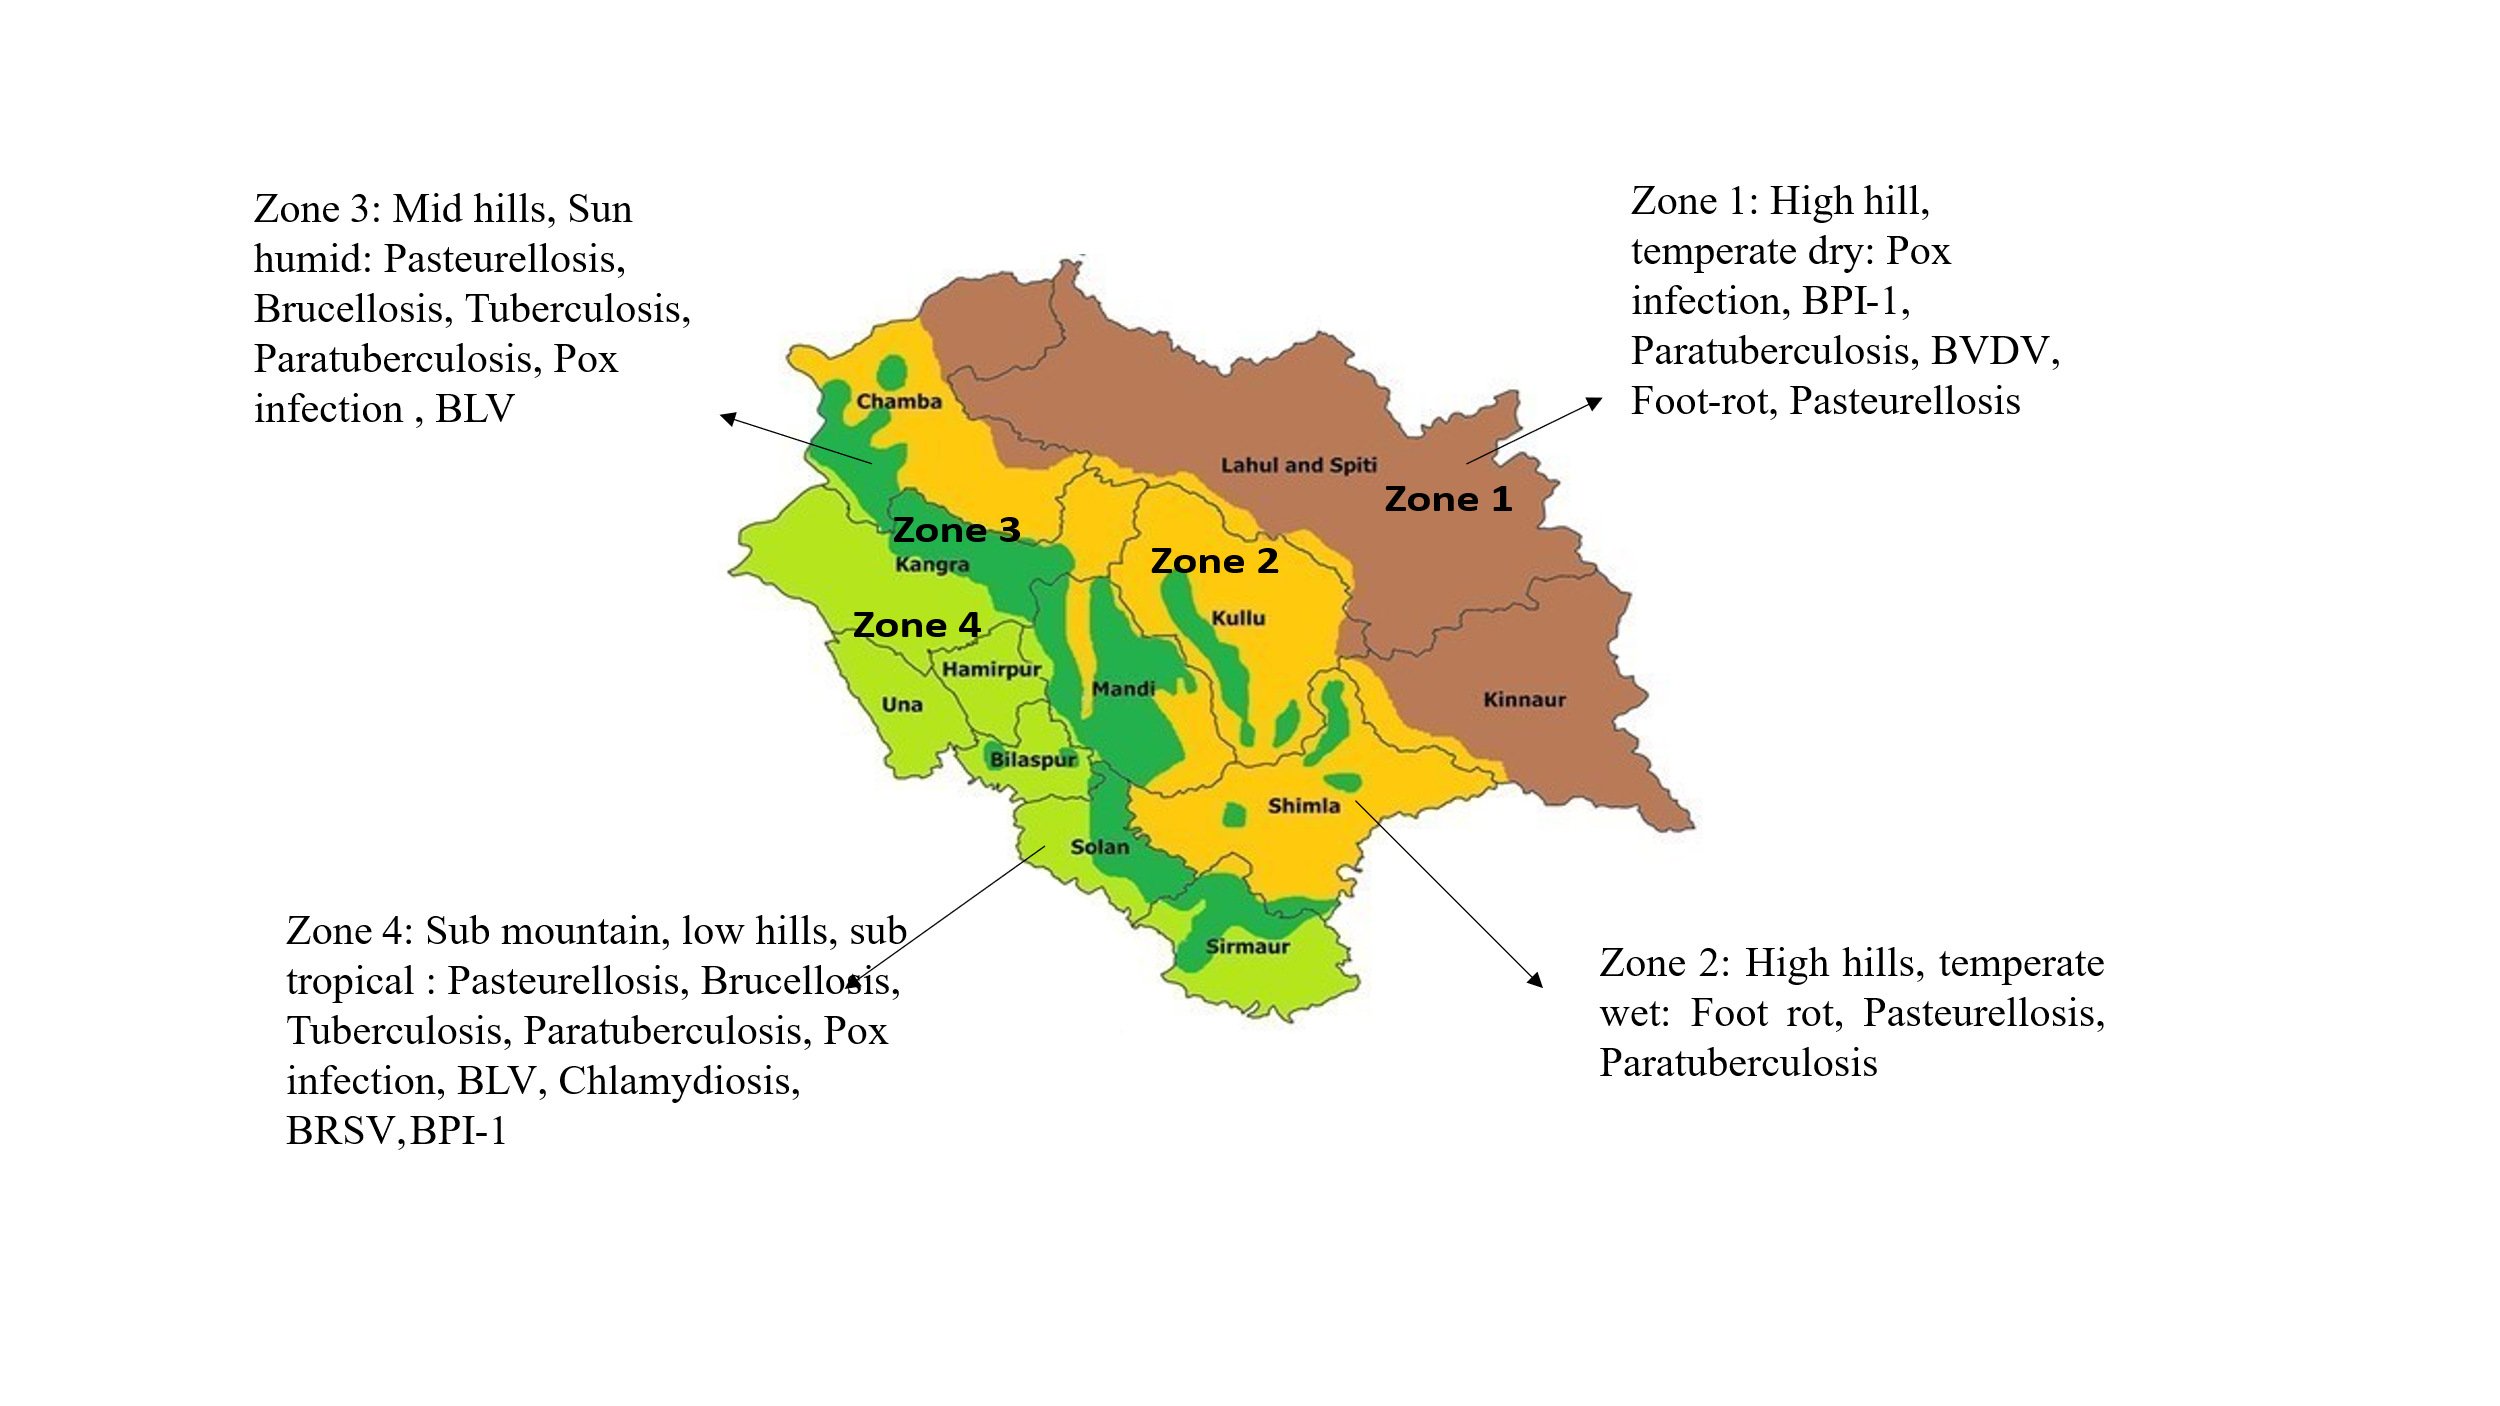 Zone 3: Mid hills, Sun
humid: Pasteurellosis,
Brucellosis, Tuberculosis,
Paratuberculosis, Pox
infection , BLV
Zone 1: High hill,
temperate dry: Pox
infection, BPI-1,
Paratuberculosis, BVDV,
Foot-rot, Pasteurellosis
Chamba
Lahul and Spiti
Zone 1
Zone 3
Kangra
Zone 2
Kullu
Zone 4
Hamirpur
Mandi
Una
Kinnaur
Bilaspur
Shimla
Solan
Sirmaur
Zone 4: Sub mountain, low hills, sub
tropical : Pasteurellosis, Brucellosis,
Tuberculosis, Paratuberculosis, Pox
infection, BLV, Chlamydiosis,
BRSV,BPI-1
Zone 2: High hills, temperate
wet: Foot rot, Pasteurellosis,
Paratuberculosis